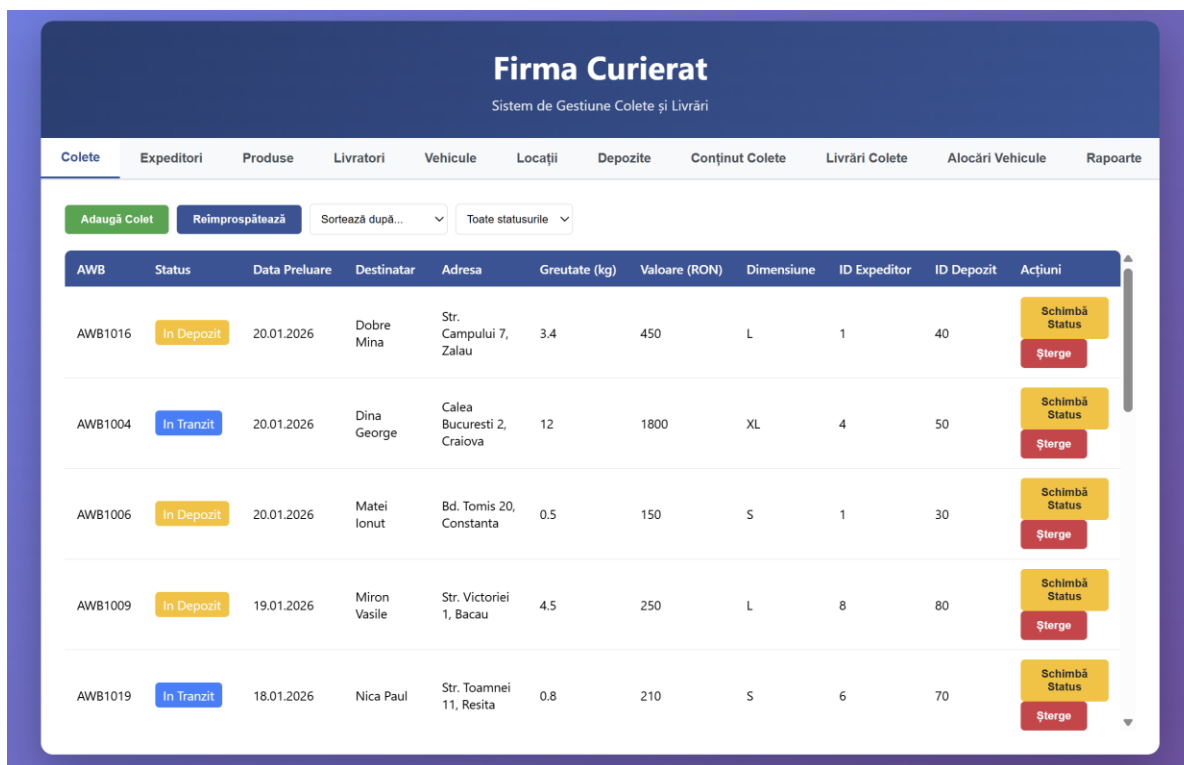 Firma Curierat
Sistem de Gestiune Colete și Livrări
Colete Expeditori Produse Livratori Vehicule Locații Depozite Conținut Colete Livrări Colete Alocări Vehicule Rapoarte
Adaugă Colet Reîmprospătează Sortează după... Toate statusurile
AWB Status Data Preluare Destinatar Adresa Greutate (kg) Valoare (RON) Dimensiune ID Expeditor ID Depozit Acțiuni
AWB1016 In Depozit 20.01.2026 Dobre Mina Str. Campului 7, Zalau 3.4 450 L 1 40 Schimbă Status Șterge
AWB1004 In Tranzit 20.01.2026 Dina George Calea Bucuresti 2, Craiova 12 1800 XL 4 50 Schimbă Status Șterge
AWB1006 In Depozit 20.01.2026 Matei Ionut Bd. Tomis 20, Constanta 0.5 150 S 1 30 Schimbă Status Șterge
AWB1009 In Depozit 19.01.2026 Miron Vasile Str. Victoriei 1, Bacau 4.5 250 L 8 80 Schimbă Status Șterge
AWB1019 In Tranzit 18.01.2026 Nica Paul Str. Toamnei 11, Resita 0.8 210 S 6 70 Schimbă Status Șterge